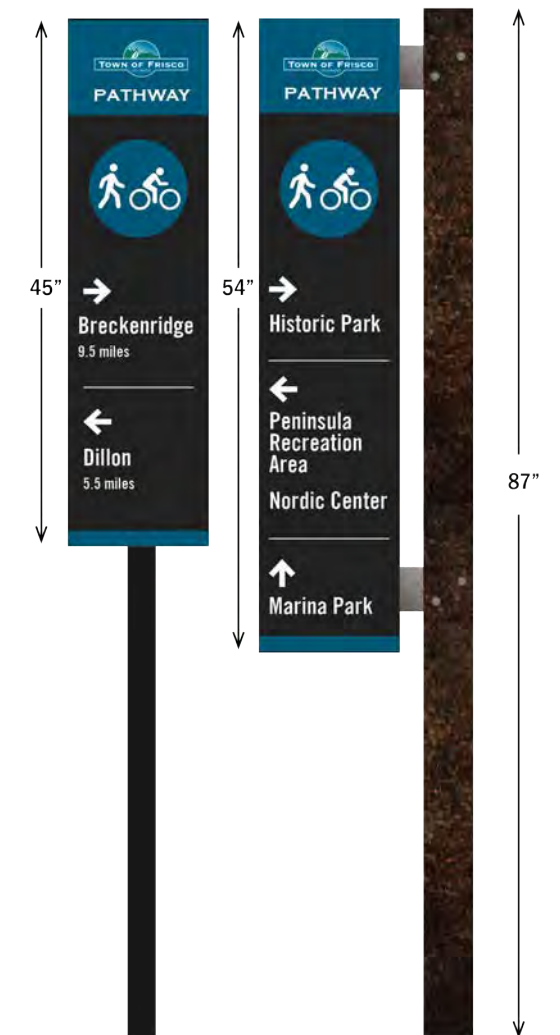 TOWN OF FRISCO
PATHWAY
45”
Breckenridge
9.5 miles
Dillon
5.5 miles
TOWN OF FRISCO
PATHWAY
54”
Historic Park
Peninsula
Recreation
Area
Nordic Center
Marina Park
87”